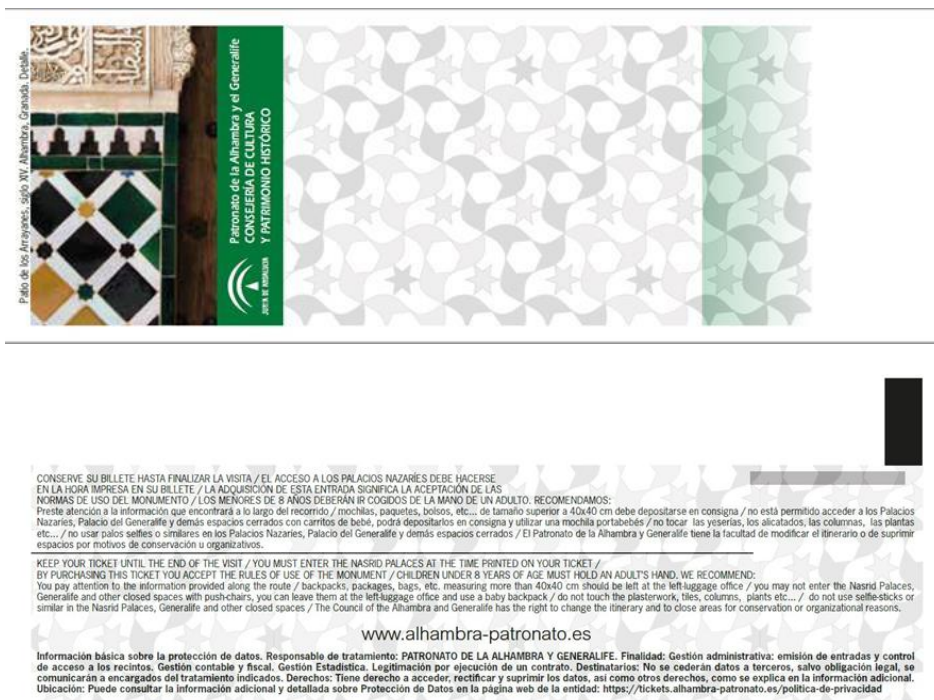 Patio de los Arrayanes, siglo XIV. Alhambra, Granada. Detalle.
JUNTA DE ANDALUCIA
Patronato de la Alhambra y el Generalife
CONSEJERÍA DE CULTURA
Y PATRIMONIO HISTÓRICO
CONSERVE SU BILLETE HASTA FINALIZAR LA VISITA / EL ACCESO A LOS PALACIOS NAZARÍES DEBE HACERSE
EN LA HORA IMPRESA EN SU BILLETE / LA ADQUISICIÓN DE ESTA ENTRADA SIGNIFICA LA ACEPTACIÓN DE LAS
NORMAS DE USO DEL MONUMENTO / LOS MENORES DE 8 AÑOS DEBERÁN IR COGIDOS DE LA MANO DE UN ADULTO. RECOMENDAMOS:
Preste atención a la información que encontrará a lo largo del recorrido / mochilas, paquetes, bolsos, etc... de tamaño superior a 40x40 cm debe depositarse en consigna / no está permitido acceder a los Palacios
Nazaríes, Palacio del Generalife y demás espacios cerrados con carritos de bebé, podrá depositarlos en consigna y utilizar una mochila portabebés / no tocar las yeserías, los alicatados, las columnas, las plantas
etc... / no usar palos selfies o similares en los Palacios Nazaries, Palacio del Generalife y demás espacios cerrados / El Patronato de la Alhambra y Generalife tiene la facultad de modificar el itinerario o de suprimir
espacios por motivos de conservación u organizativos.
KEEP YOUR TICKET UNTIL THE END OF THE VISIT / YOU MUST ENTER THE NASRID PALACES AT THE TIME PRINTED ON YOUR TICKET /
BY PURCHASING THIS TICKET YOU ACCEPT THE RULES OF USE OF THE MONUMENT / CHILDREN UNDER 8 YEARS OF AGE MUST HOLD AN ADULT'S HAND. WE RECOMMEND:
You pay attention to the information provided along the route / backpacks, packages, bags, etc. measuring more than 40x40 cm should be left at the left-luggage office / you may not enter the Nasrid Palaces,
Generalife and other closed spaces with push-chairs, you can leave them at the left-luggage office and use a baby backpack / do not touch the plasterwork, tiles, columns, plants etc... / do not use selfie-sticks or
similar in the Nasrid Palaces, Generalife and other closed spaces / The Council of the Alhambra and Generalife has the right to change the itinerary and to close areas for conservation or organizational reasons.
www.alhambra-patronato.es
Información básica sobre la protección de datos. Responsable de tratamiento: PATRONATO DE LA ALHAMBRA Y GENERALIFE. Finalidad: Gestión administrativa: emisión de entradas y control
de acceso a los recintos. Gestión contable y fiscal. Gestión Estadística. Legitimación por ejecución de un contrato. Destinatarios: No se cederán datos a terceros, salvo obligación legal, se
comunicarán a encargados del tratamiento indicados. Derechos: Tiene derecho a acceder, rectificar y suprimir los datos, así como otros derechos, como se explica en la información adicional.
Ubicación: Puede consultar la información adicional y detallada sobre Protección de Datos en la página web de la entidad: https://tickets.alhambra-patronato.es/politica-de-privacidad